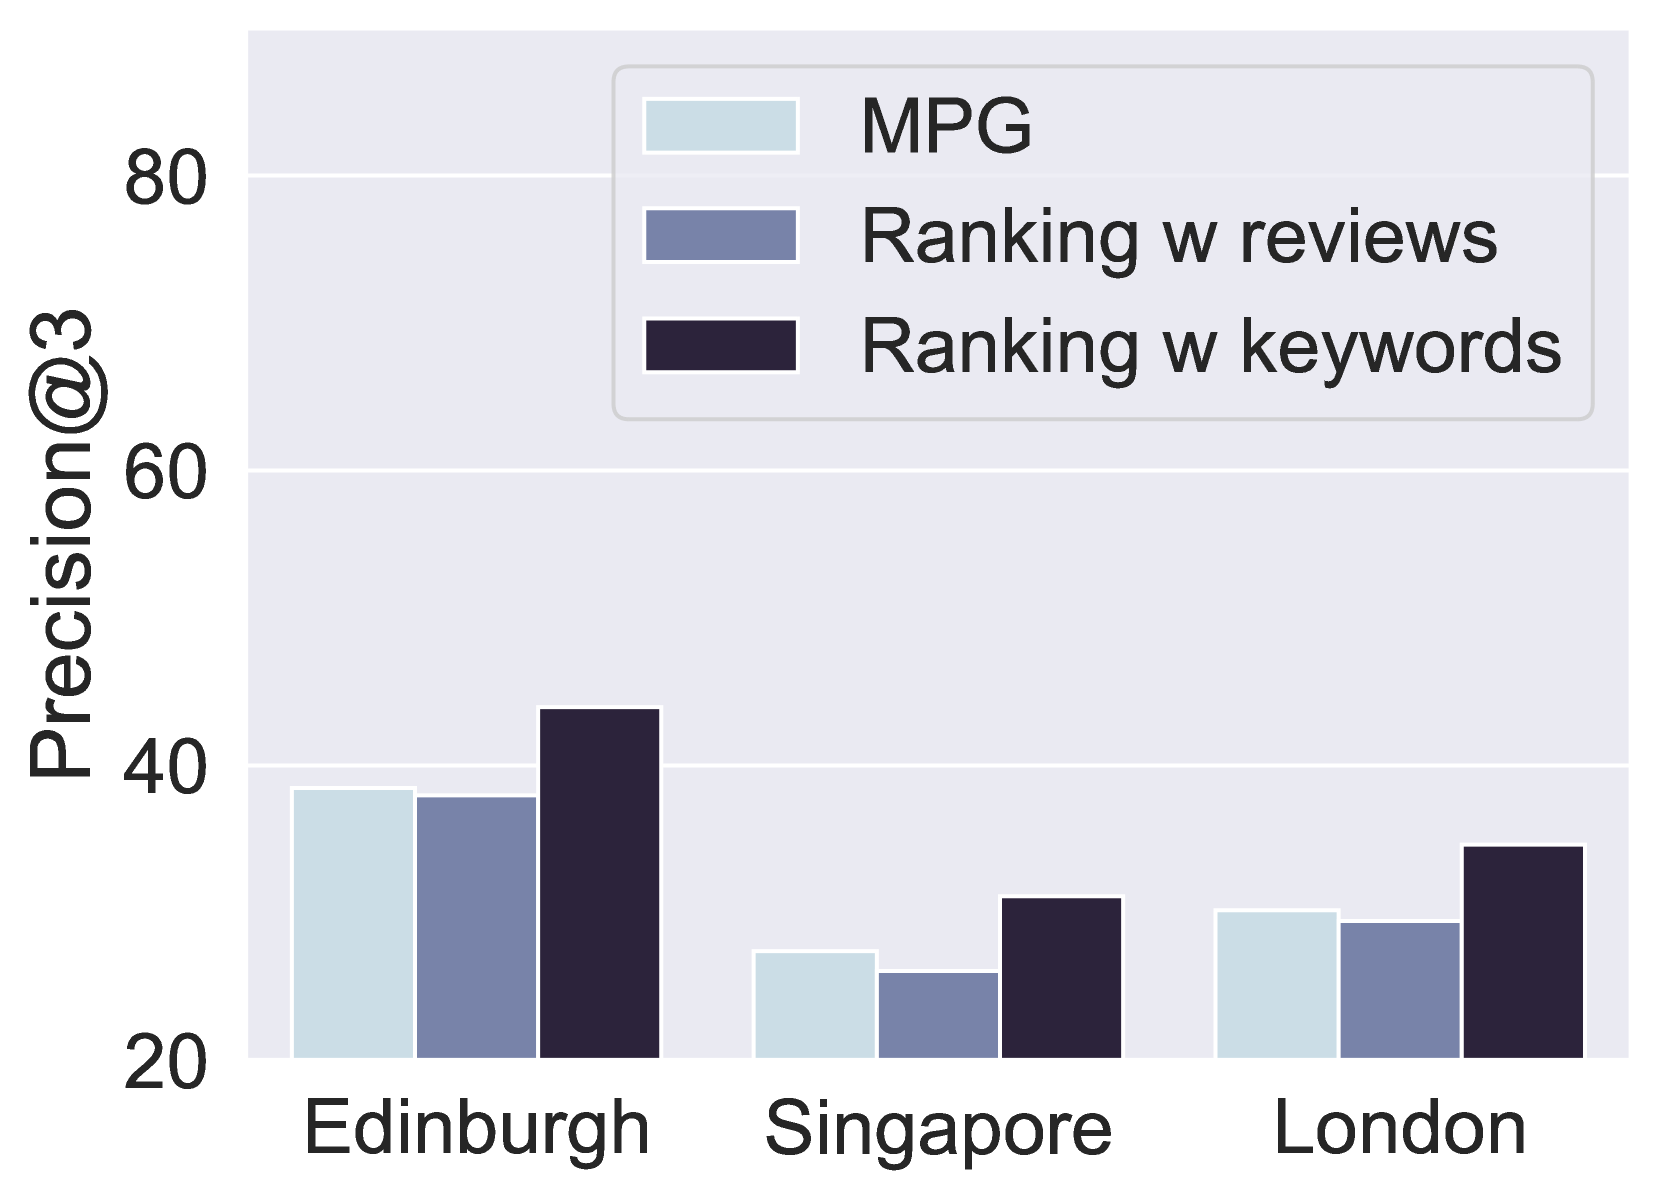 MPG
Ranking w reviews
Ranking w keywords
Precision@3
80
60
40
20
Edinburgh
Singapore
London